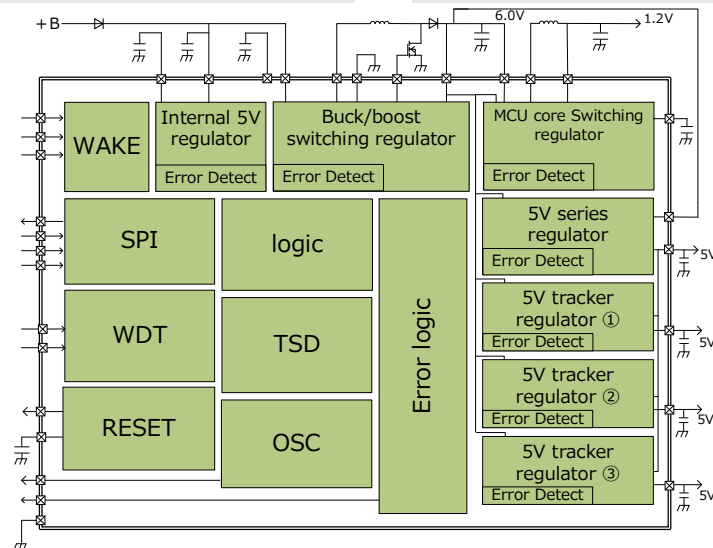 +B
6.0V
1.2V
WAKE
Internal 5V
regulator
Error Detect
Buck/boost
switching regulator
Error Detect
MCU core Switching
regulator
Error Detect
SPI
logic
5V series
regulator
Error Detect
5V
WDT
TSD
Error logic
5V tracker
regulator ①
Error Detect
5V
5V tracker
regulator ②
Error Detect
5V
RESET
OSC
5V tracker
regulator ③
Error Detect
5V